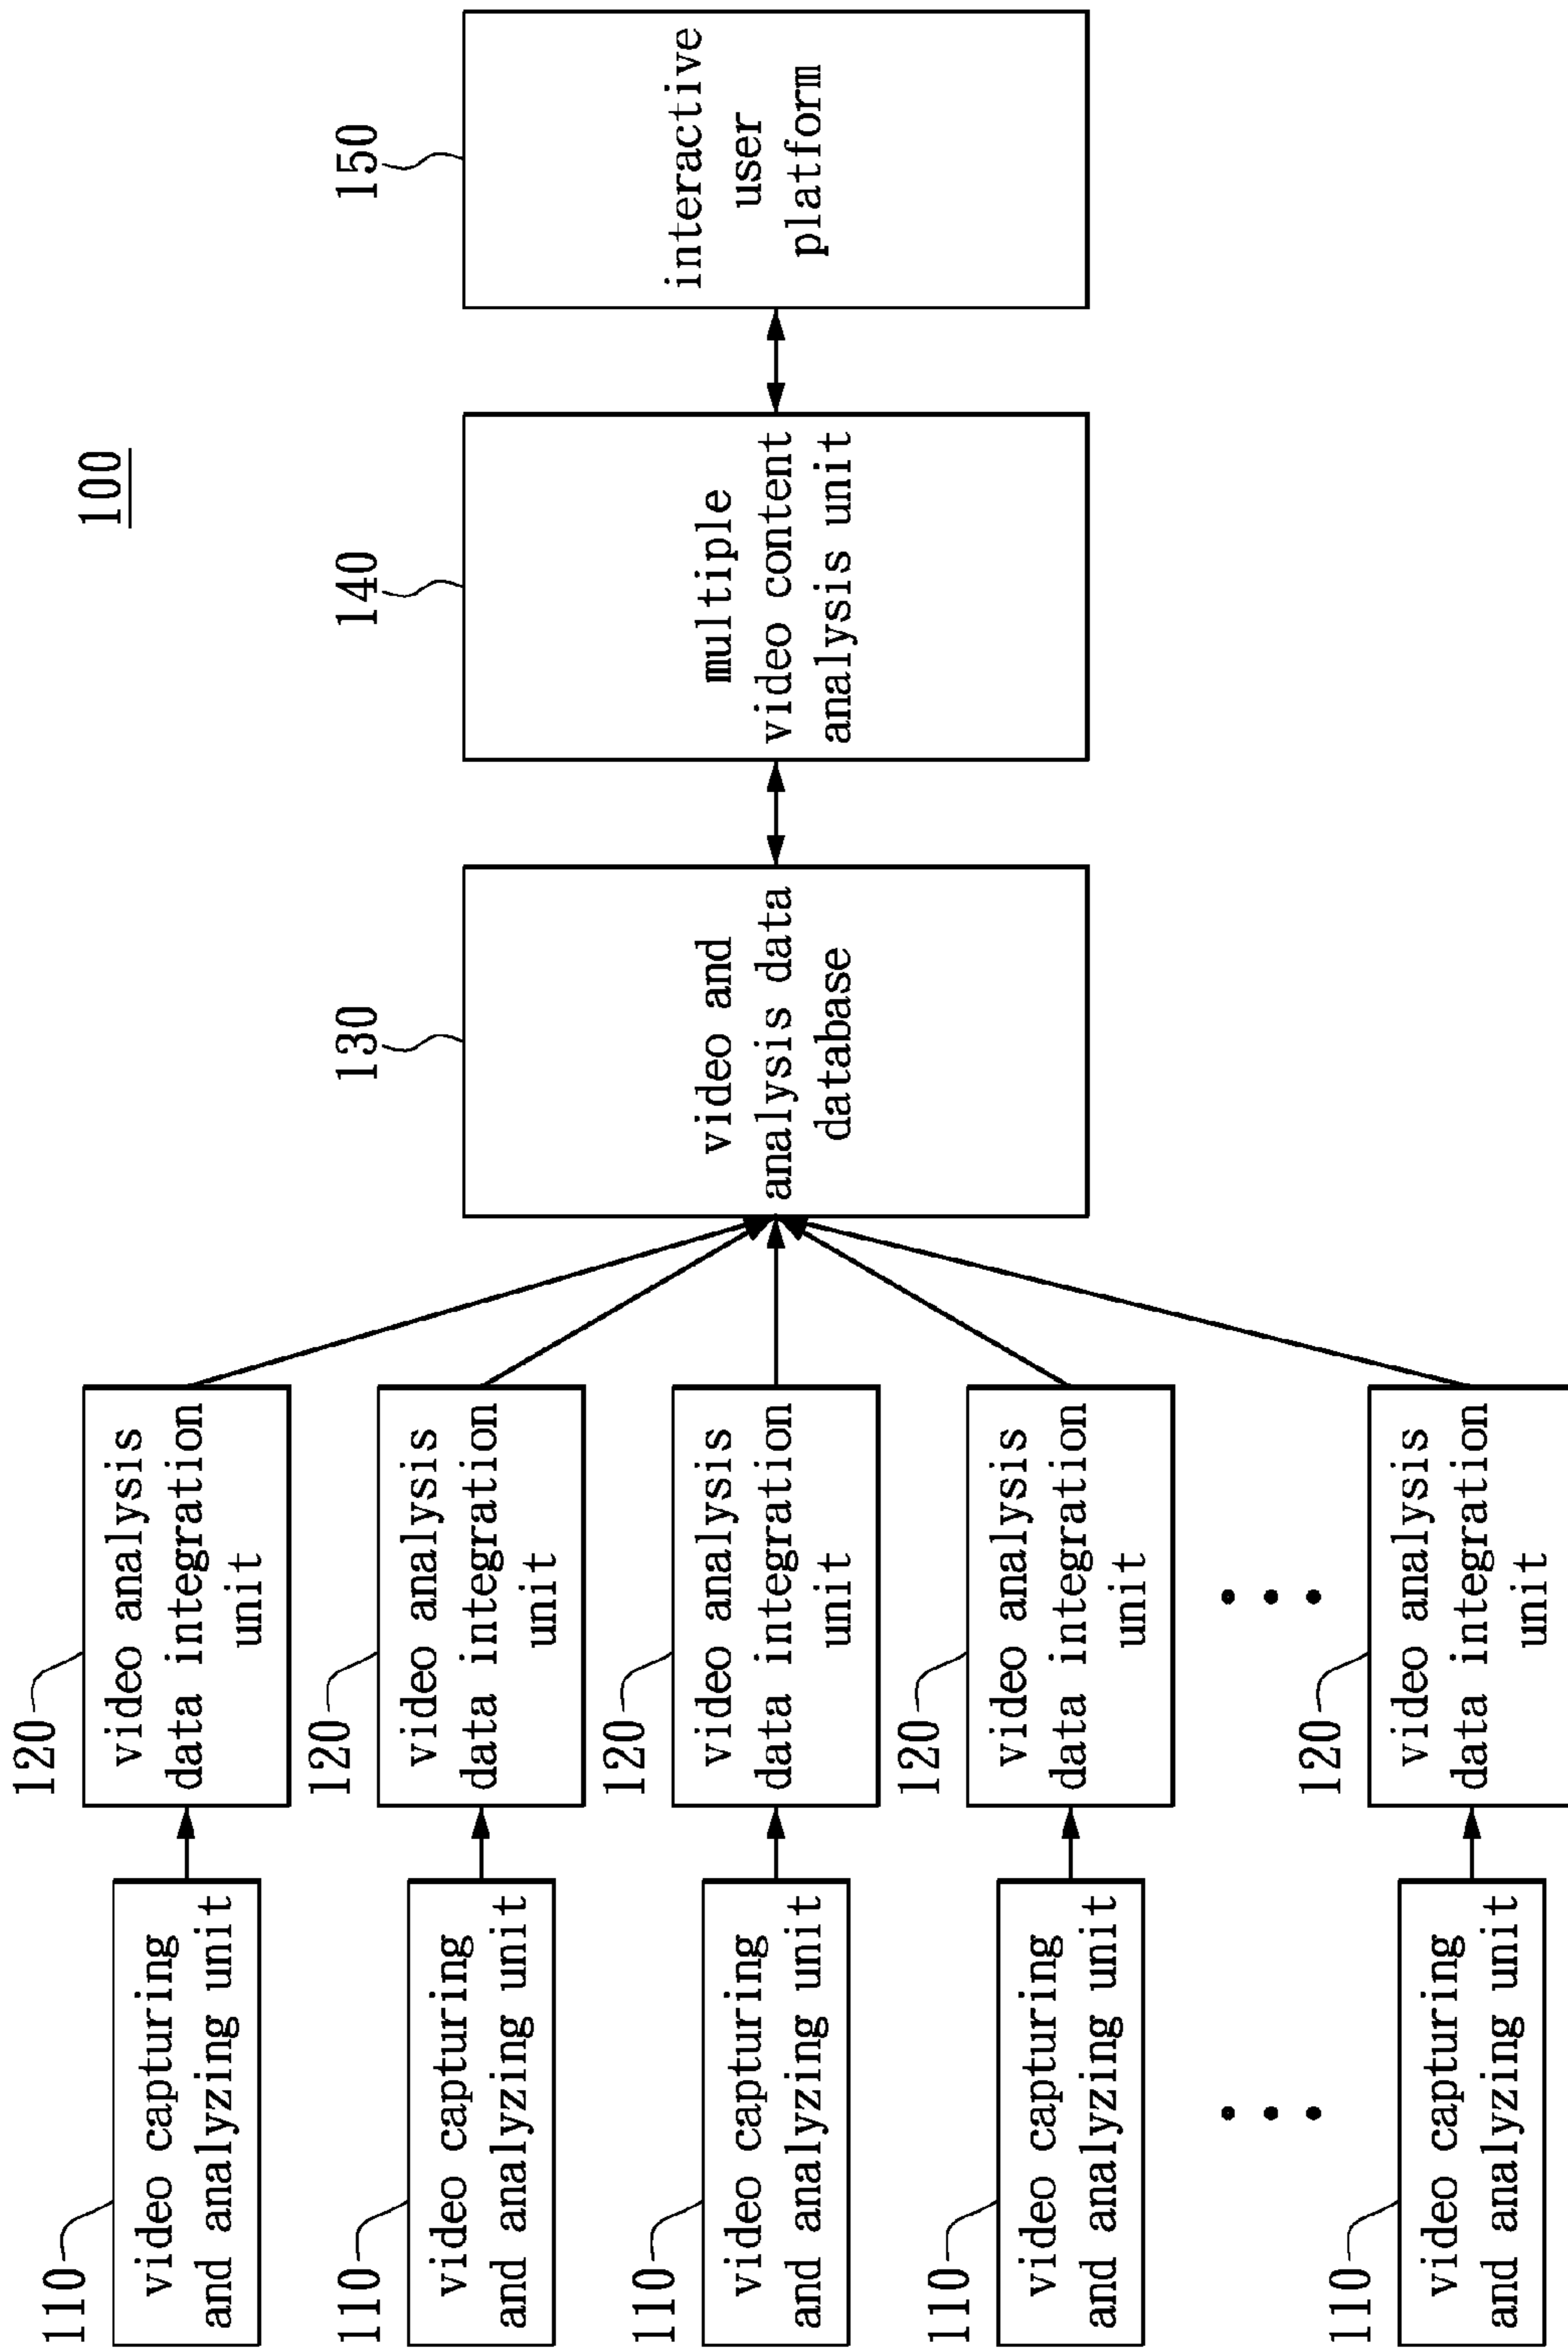 100
110
video capturing
and analyzing unit
120
video analysis
data integration
unit
110
video capturing
and analyzing unit
120
video analysis
data integration
unit
110
video capturing
and analyzing unit
120
video analysis
data integration
unit
110
video capturing
and analyzing unit
120
video analysis
data integration
unit
110
video capturing
and analyzing unit
120
video analysis
data integration
unit
130
video and
analysis data
database
140
multiple
video content
analysis unit
150
interactive
user
platform